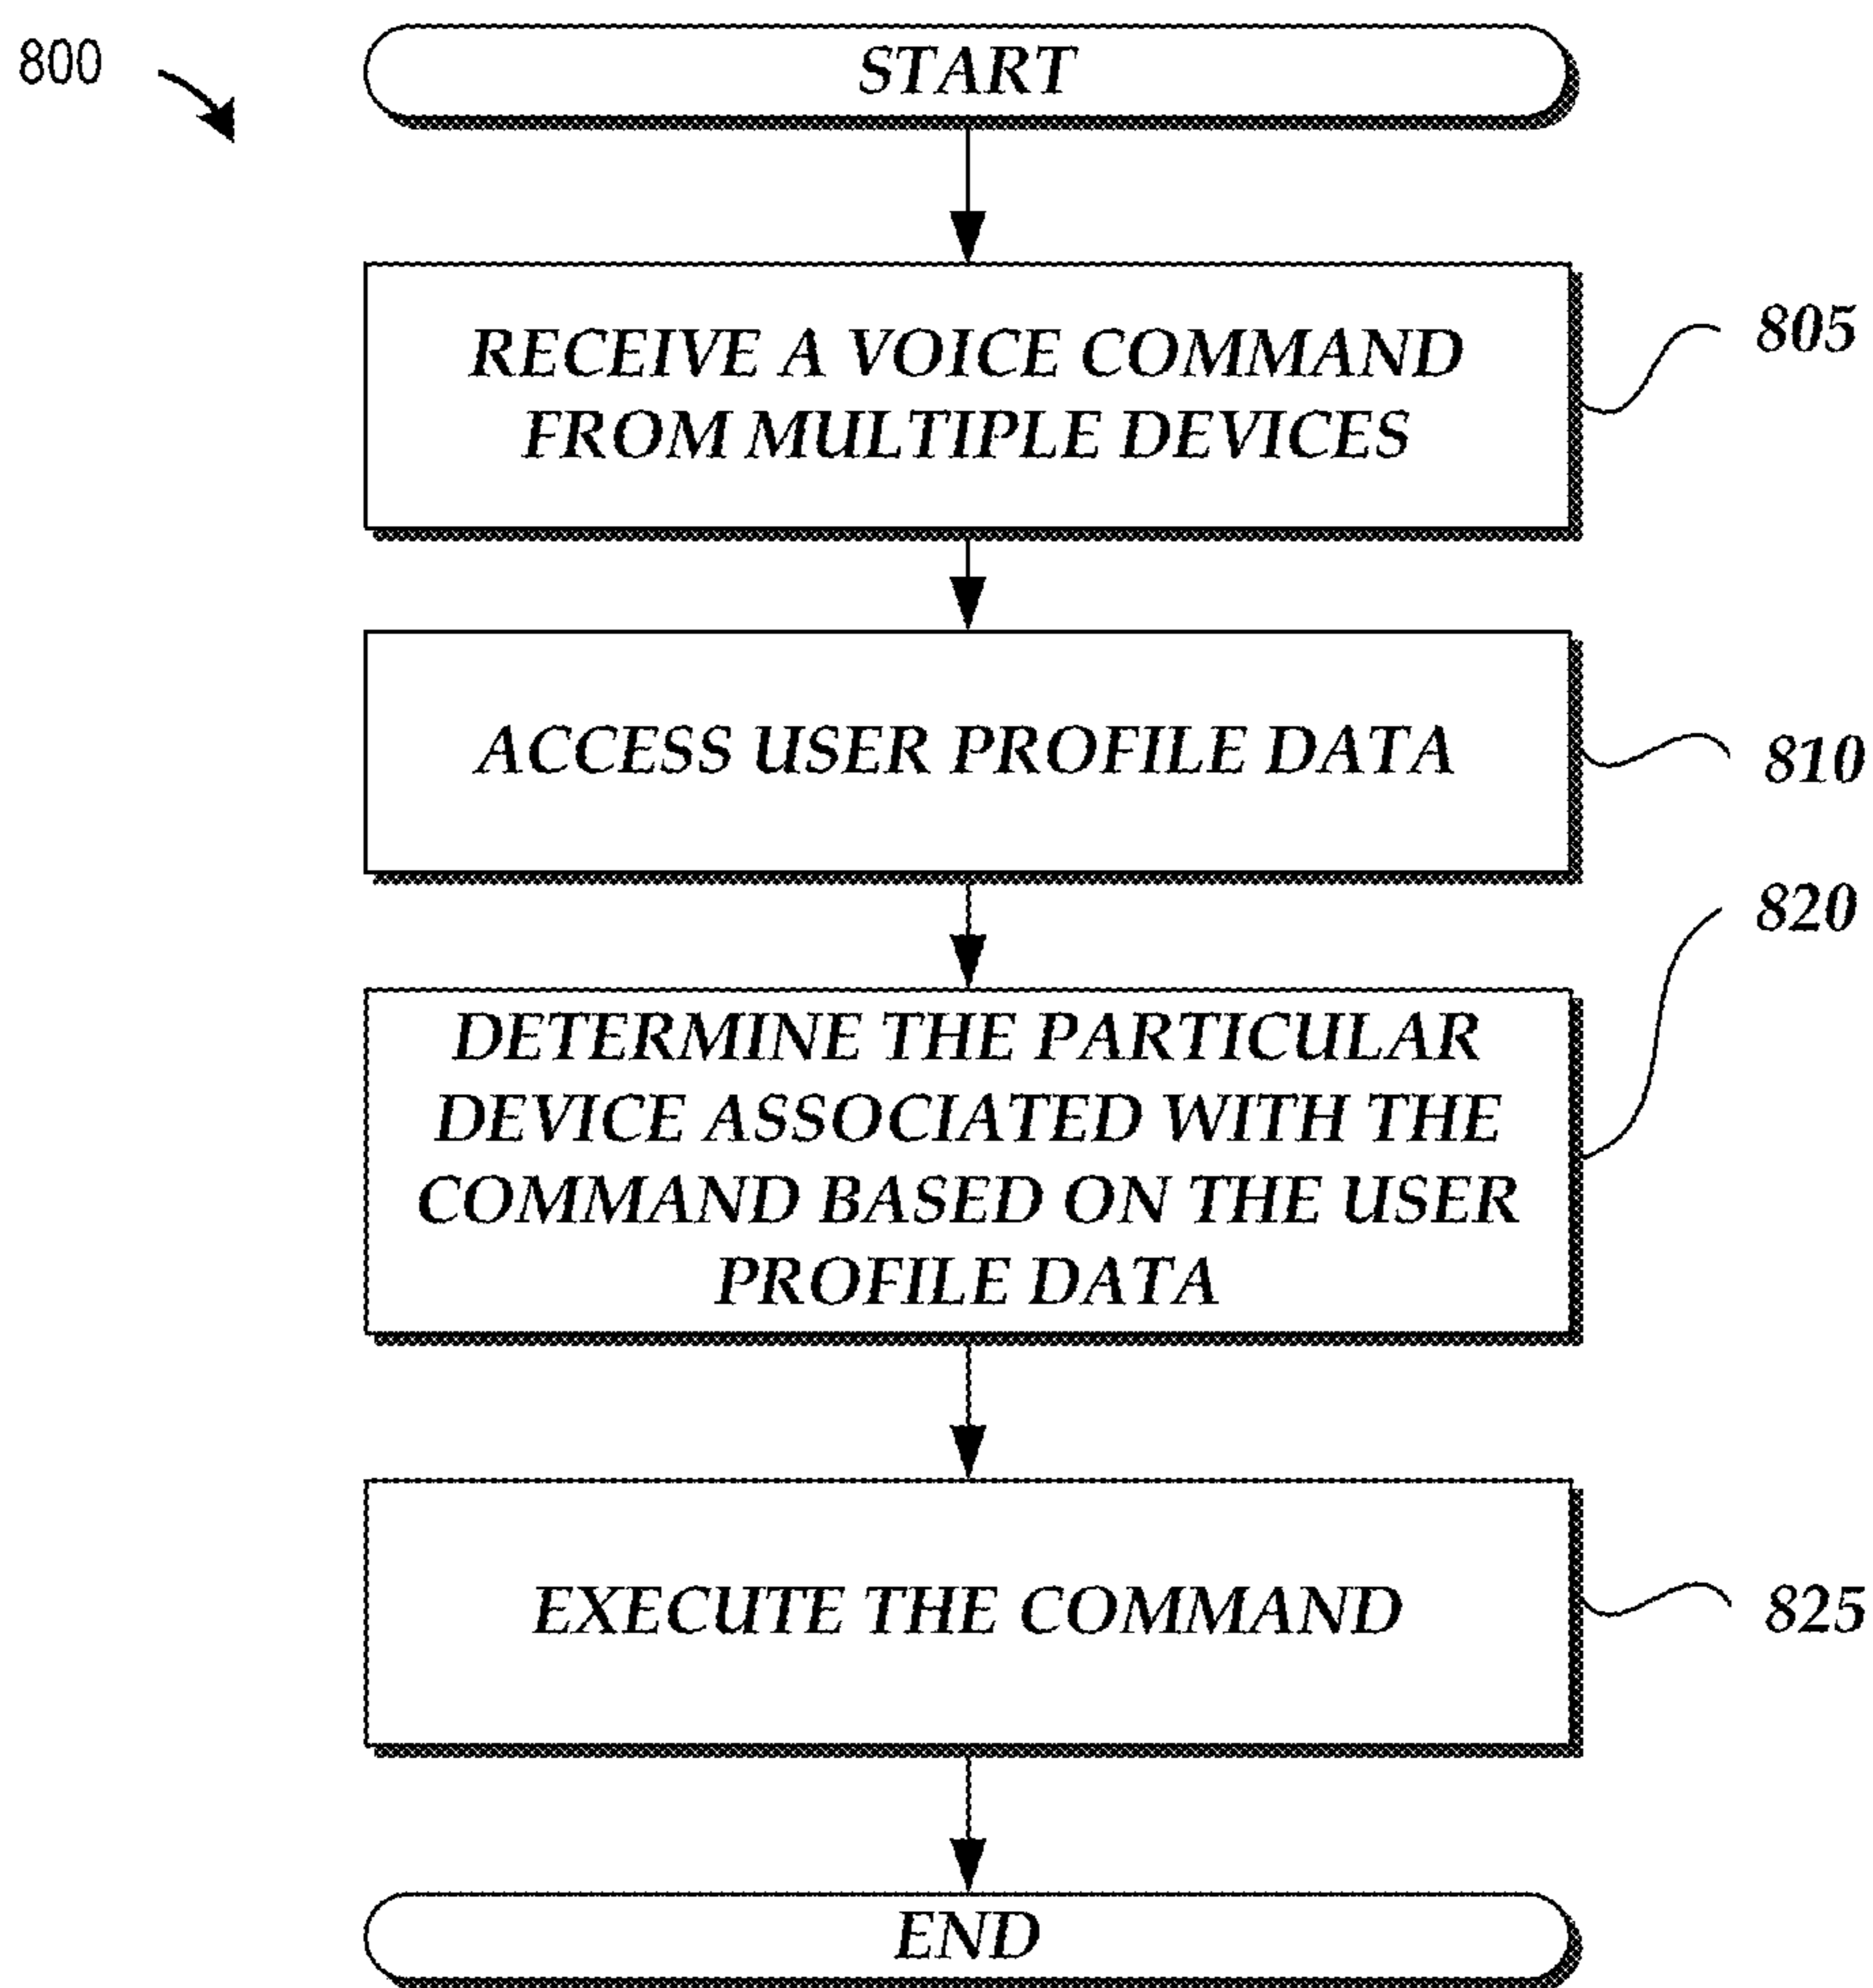 800
START
RECEIVE A VOICE COMMAND
FROM MULTIPLE DEVICES
805
ACCESS USER PROFILE DATA
810
820
DETERMINE THE PARTICULAR
DEVICE ASSOCIATED WITH THE
COMMAND BASED ON THE USER
PROFILE DATA
EXECUTE THE COMMAND
825
END